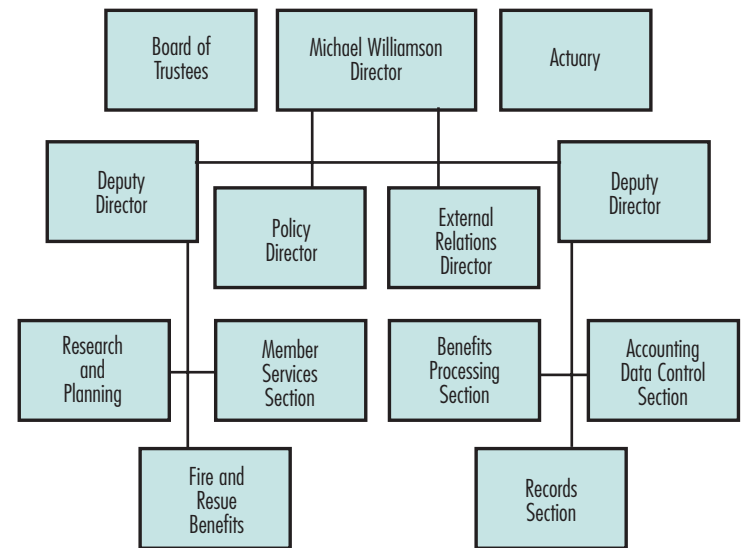 Board of
Trustees
Michael Williamson
Director
Actuary
Deputy
Director
Policy
Director
External
Relations
Director
Deputy
Director
Research
and
Planning
Member
Services
Section
Benefits
Processing
Section
Accounting
Data Control
Section
Fire and
Resue
Benefits
Records
Section